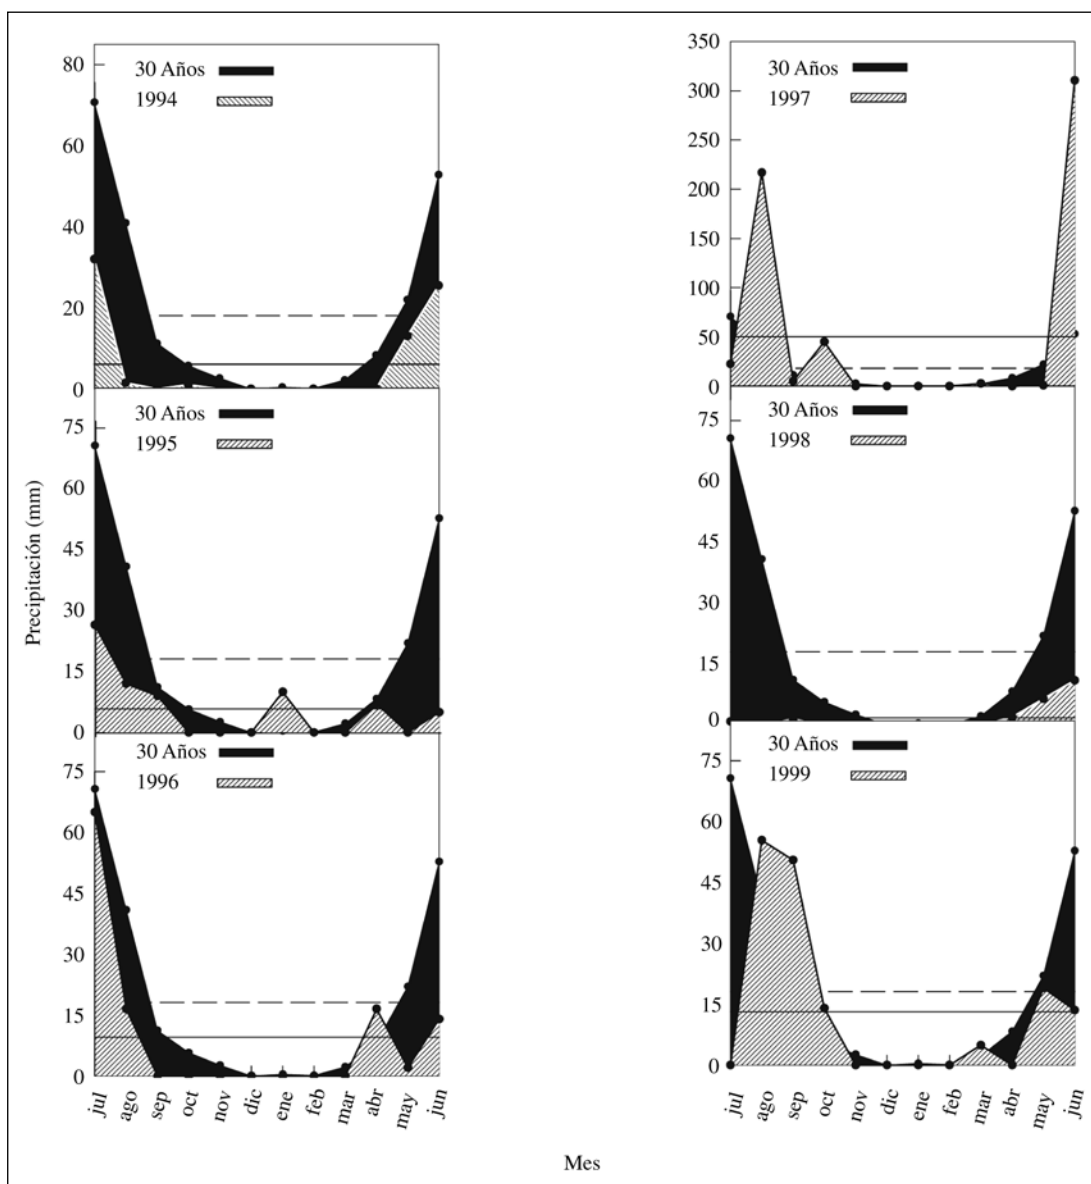 30 Años
1994
80
60
40
20
0
30 Años
1995
75
60
45
30
15
0
30 Años
1996
75
60
45
30
15
0
jul
ago
sep
oct
nov
dic
ene
feb
mar
abr
may
jun
350
300
250
200
150
100
50
0
30 Años
1997
75
60
45
30
15
0
30 Años
1998
75
60
45
30
15
0
30 Años
1999
jul
ago
sep
oct
nov
dic
ene
feb
mar
abr
may
jun
Precipitación (mm)
Mes